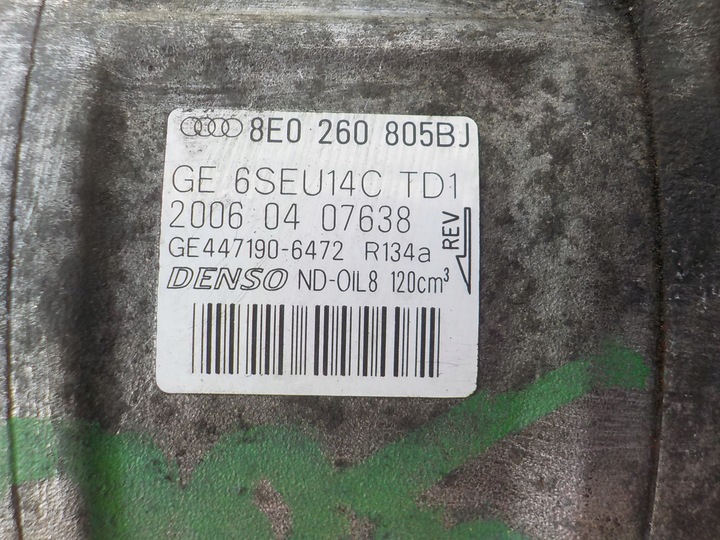 8E0 260 805BJ
GE 6SEU14C TD1
2006 04 07638
GE447190-6472 R134a
REV
DENSO ND-OIL8 120cm³